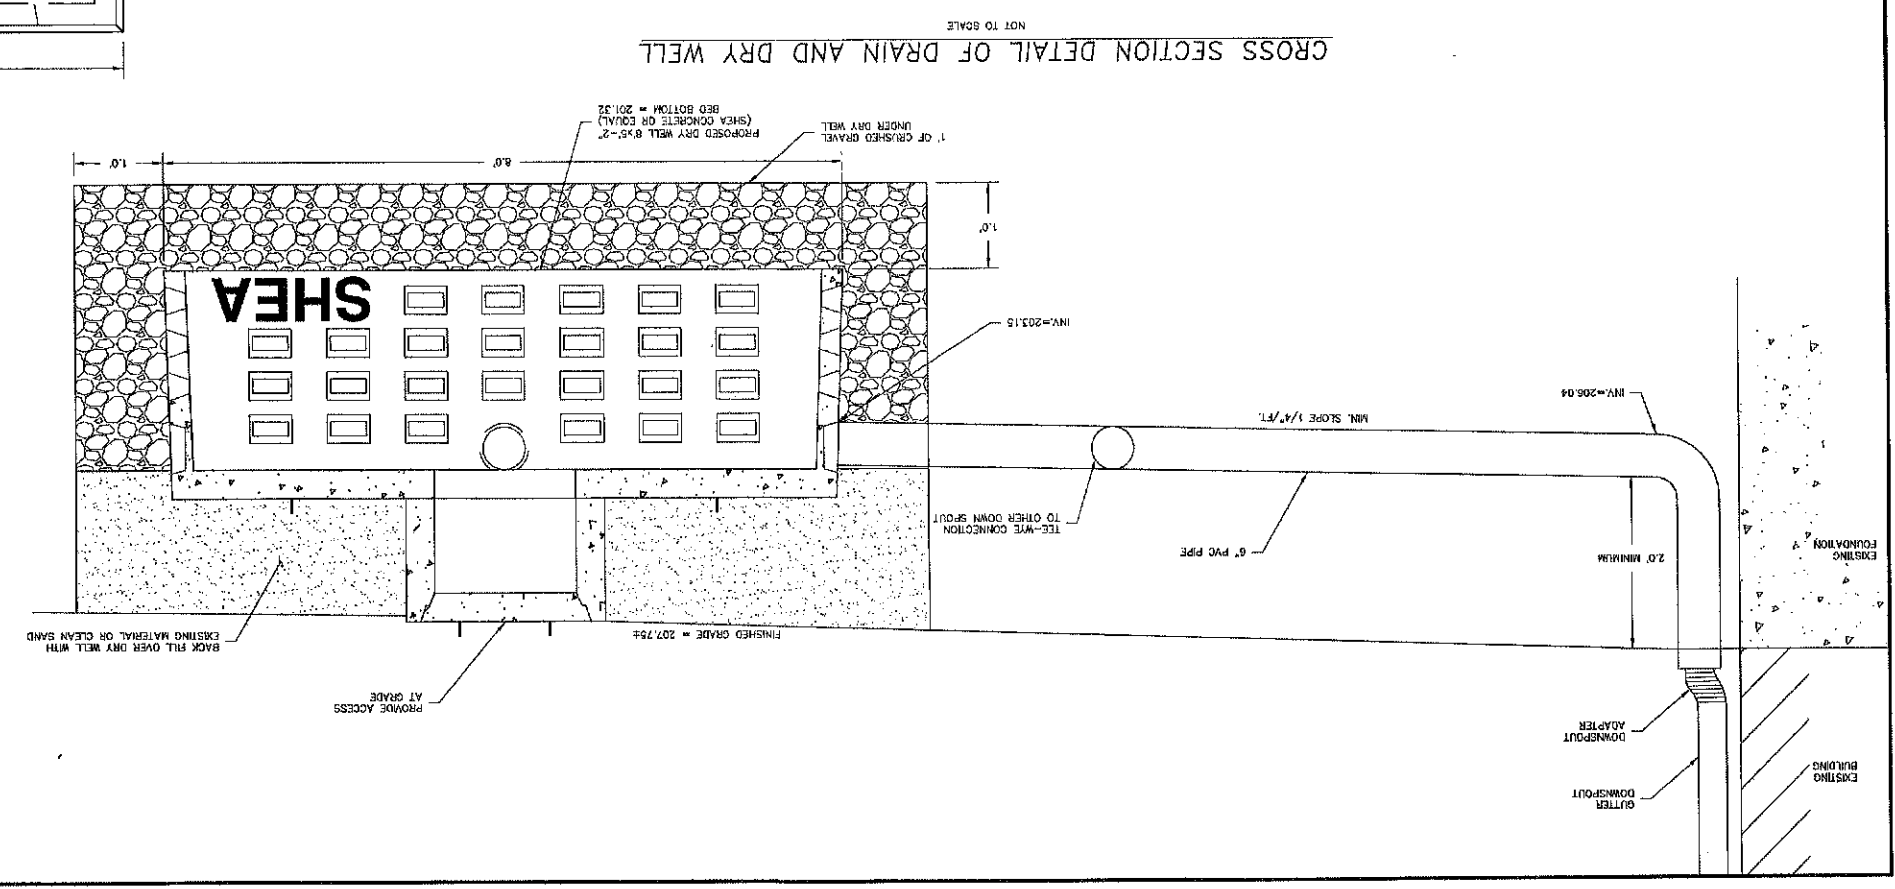 GUTTER
DOWNSPOUT
EXISTING
BUILDING
DOWNSPOUT
ADAPTER
PROVIDE ACCESS
AT GRADE
BACK FILL OVER DRY WELL WITH
EXISTING MATERIAL OR CLEAN SAND
FINISHED GRADE = 207.75±
EXISTING
FOUNDATION
2.0' MINIMUM
6" PVC PIPE
TEE-WYE CONNECTION
TO OTHER DOWN SPOUT
MIN. SLOPE 1/4"/FT.
INV.=206.04
INV.=203.15
SHEA
1.0'
8.0'
1.0'
1' OF CRUSHED GRAVEL
UNDER DRY WELL
PROPOSED DRY WELL 8'x5'-2"
(SHEA CONCRETE OR EQUAL)
BED BOTTOM = 201.32
CROSS SECTION DETAIL OF DRAIN AND DRY WELL
NOT TO SCALE